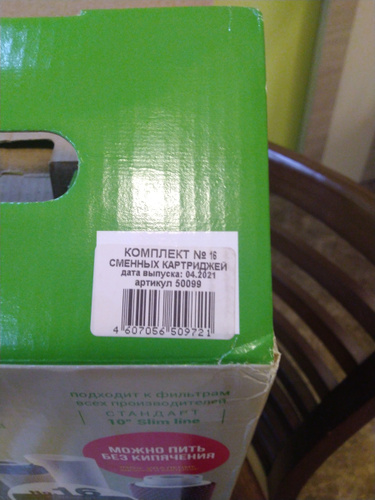 КОМПЛЕКТ № 16
СМЕННЫХ КАРТРИДЖЕЙ
дата выпуска: 04.2021
артикул 50099
4 607056 509721
подходит к фильтрам
всех производителей
СТАНДАРТ
10" Slim line
МОЖНО ПИТЬ
БЕЗ КИПЯЧЕНИЯ
№16